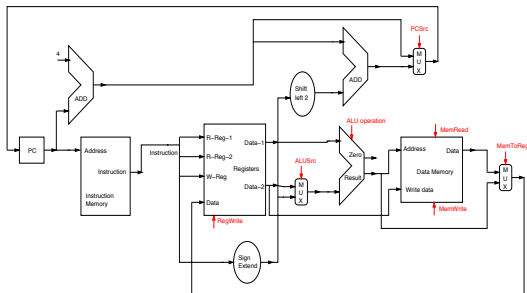 PCSrc
4
M
U
X
ADD
ADD
Shift
left 2
ALU operation
PC
Address
Instruction
Instruction
Memory
Instruction
R-Reg-1
R-Reg-2
W-Reg
Data
Registers
Data-1
Data-2
RegWrite
ALUSrc
M
U
X
Zero
Result
MemRead
Address
Data
Data Memory
Write data
MemWrite
MemToReg
M
U
X
Sign
Extend